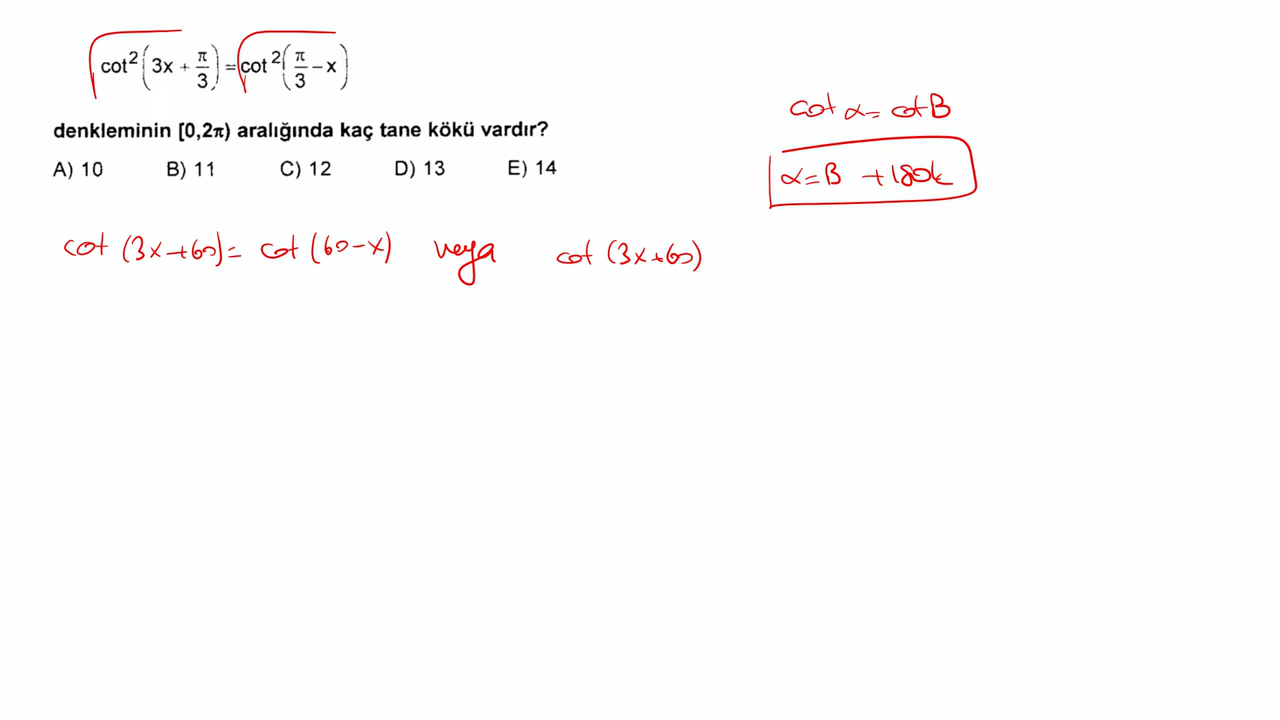 cot²(3x + π/3) = cot²(π/3 − x)
denkleminin [0,2π) aralığında kaç tane kökü vardır?
A) 10 B) 11 C) 12 D) 13 E) 14
cot α = cot B
α = B + 180k
cot (3x+60) = cot (60−x) veya cot (3x+60)